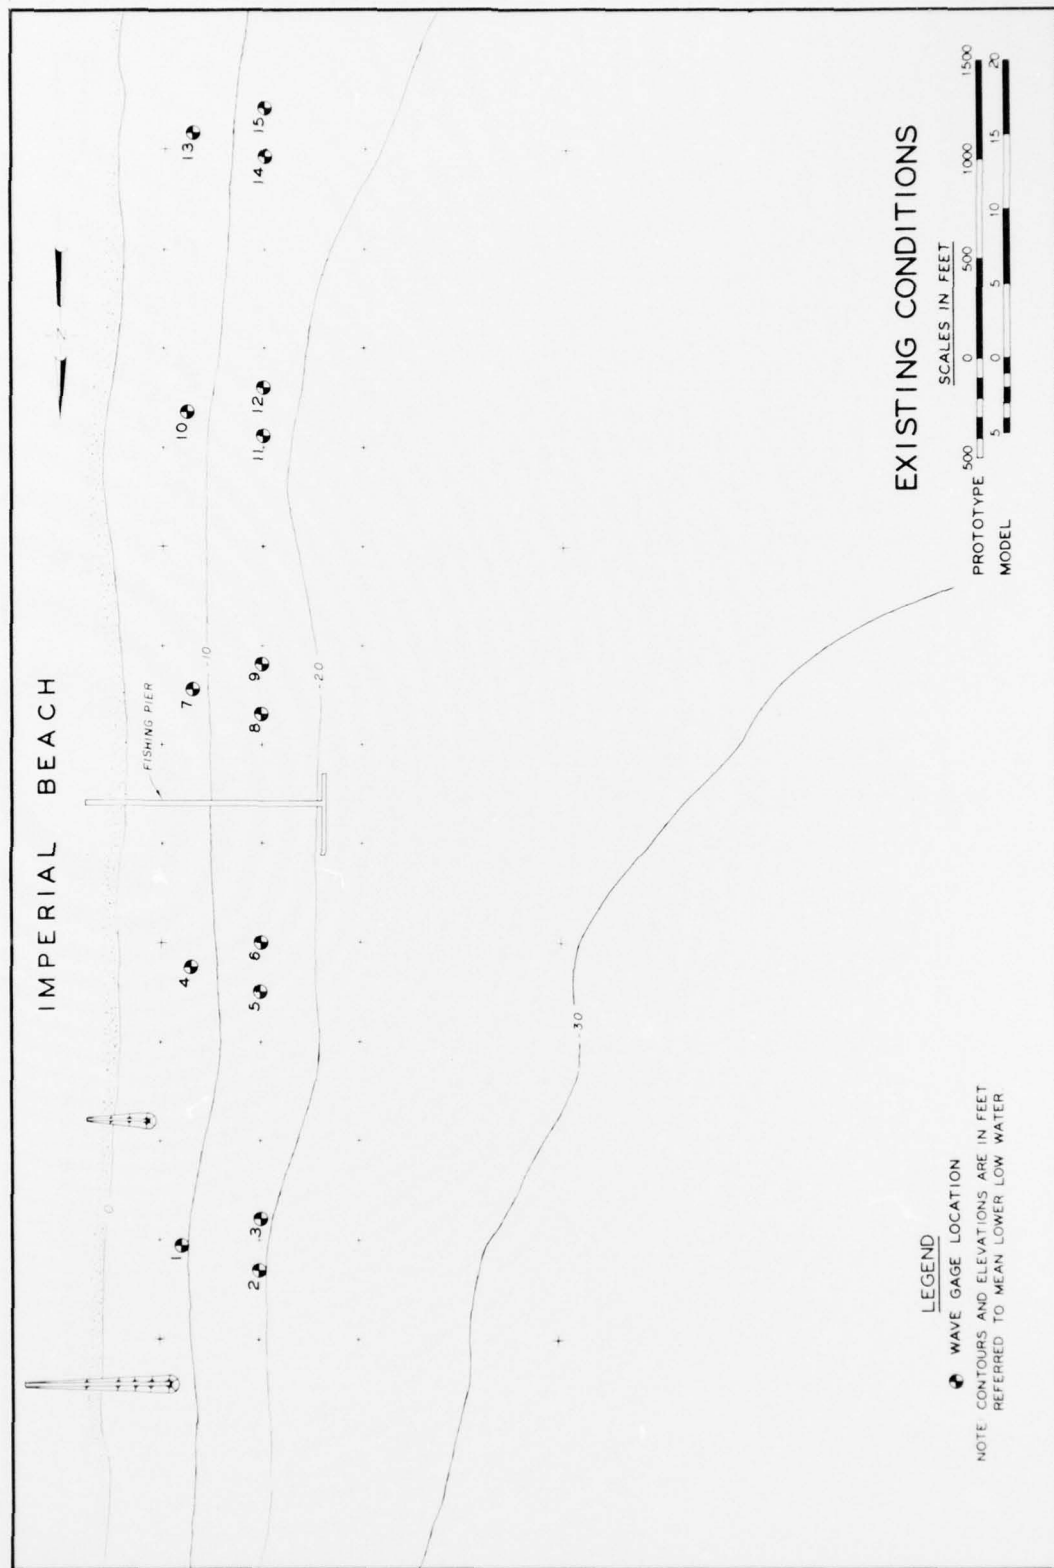 IMPERIAL BEACH
N
FISHING PIER
0
-10
-20
-30
1
2
3
4
5
6
7
8
9
10
11
12
13
14
15
LEGEND
WAVE GAGE LOCATION
NOTE: CONTOURS AND ELEVATIONS ARE IN FEET
REFERRED TO MEAN LOWER LOW WATER
EXISTING CONDITIONS
SCALES IN FEET
PROTOTYPE 500 0 500 1000 1500
MODEL 5 0 5 10 15 20